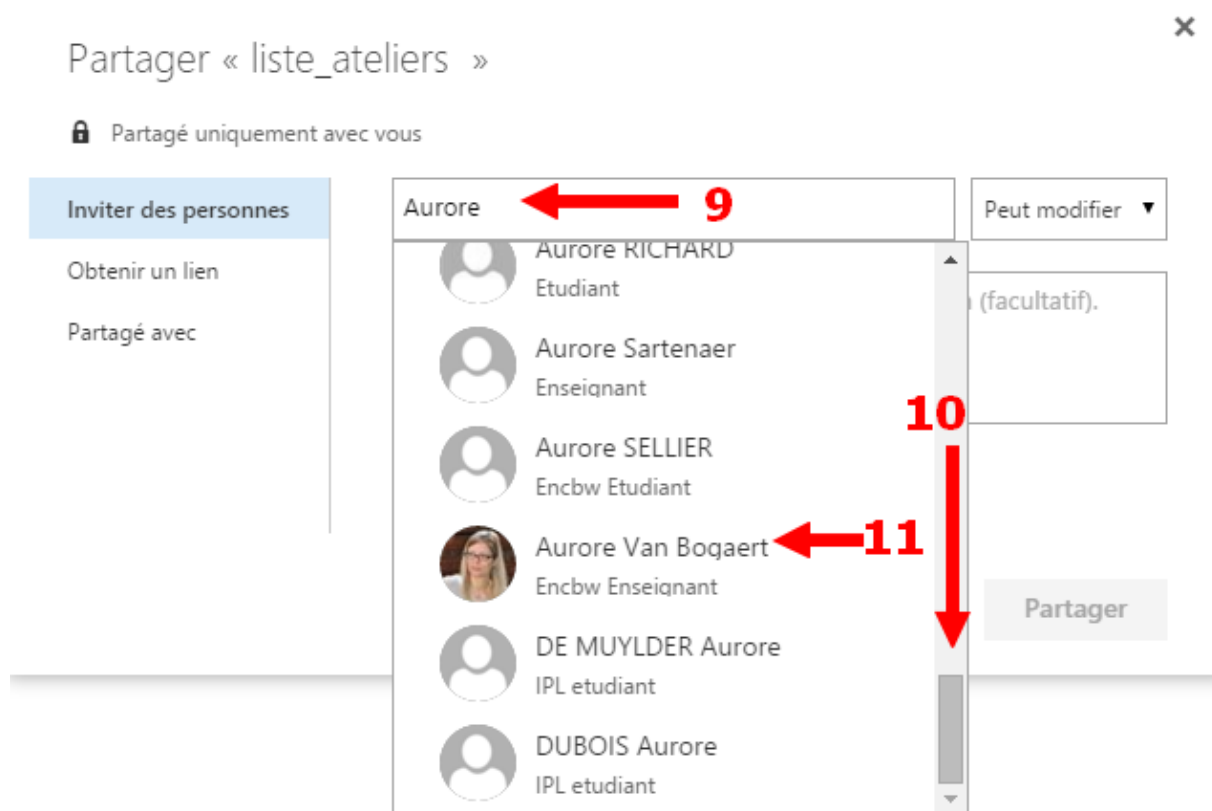 Partager « liste_ateliers »
Partagé uniquement avec vous
Inviter des personnes
Obtenir un lien
Partagé avec
Aurore
9
Peut modifier
Aurore RICHARD
Etudiant
(facultatif).
Aurore Sartenaer
Enseignant
10
Aurore SELLIER
Encbw Etudiant
Aurore Van Bogaert
11
Encbw Enseignant
Partager
DE MUYLDER Aurore
IPL etudiant
DUBOIS Aurore
IPL etudiant